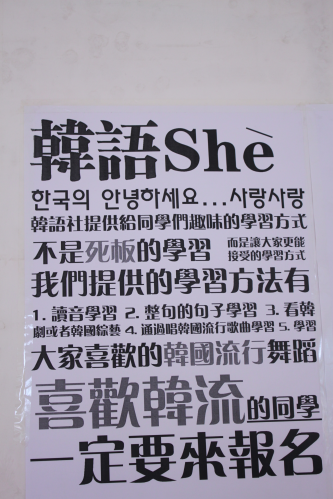 韓語Shè
한국의 안녕하세요...사랑사랑
韓語社提供給同學們趣味的學習方式
不是死板的學習 而是讓大家更能
接受的學習方式
我們提供的學習方法有
1. 讀音學習 2. 整句的句子學習 3. 看韓
劇或者韓國綜藝 4. 通過唱韓國流行歌曲學習 5. 學習
大家喜歡的韓國流行舞蹈
喜歡韓流的同學
一定要來報名